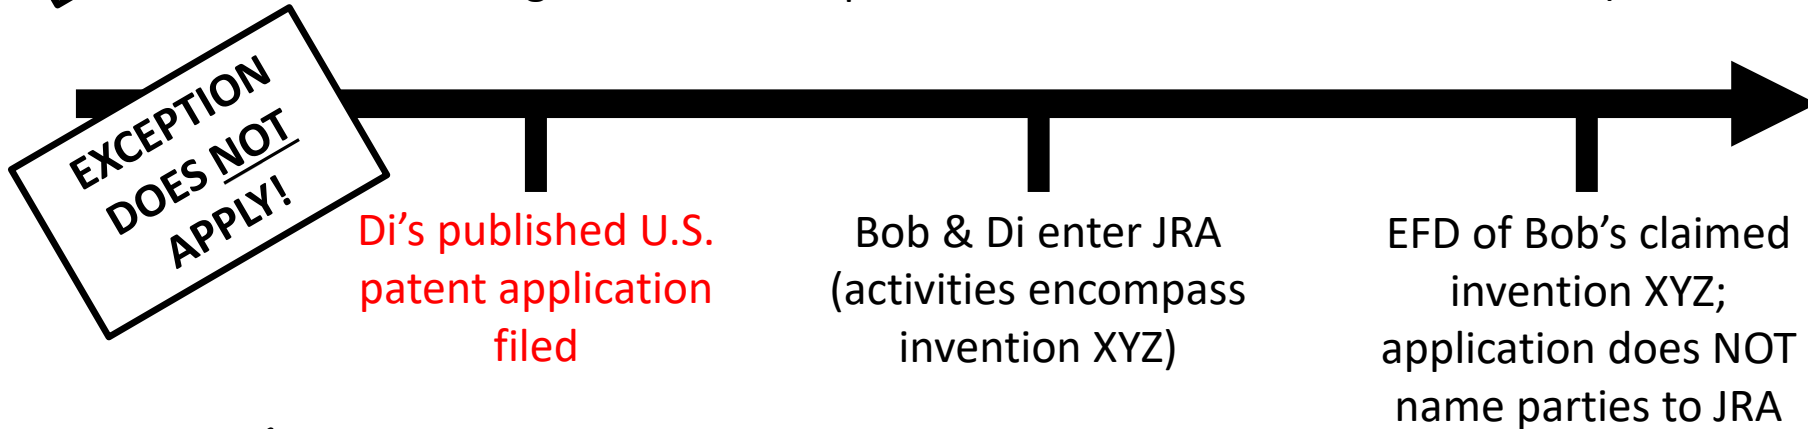 EXCEPTION
DOES NOT
APPLY!
Di's published U.S.
patent application
filed
Bob & Di enter JRA
(activities encompass
invention XYZ)
EFD of Bob's claimed
invention XYZ;
application does NOT
name parties to JRA